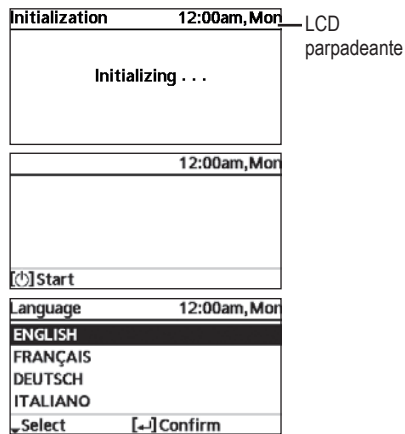 Initialization 12:00am,Mon
LCD
parpadeante
Initializing . . .
12:00am,Mon
[⏻]Start
Language 12:00am,Mon
ENGLISH
FRANÇAIS
DEUTSCH
ITALIANO
Select [↵]Confirm